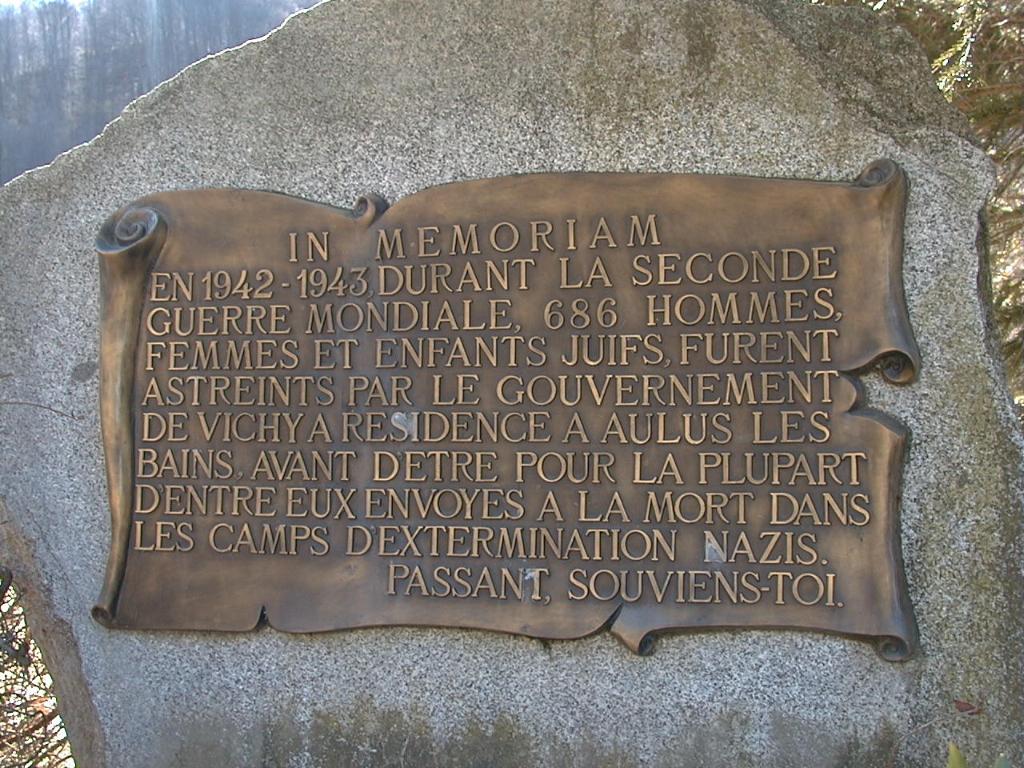 IN MEMORIAM
EN 1942 - 1943, DURANT LA SECONDE
GUERRE MONDIALE, 686 HOMMES,
FEMMES ET ENFANTS JUIFS, FURENT
ASTREINTS PAR LE GOUVERNEMENT
DE VICHY A RESIDENCE A AULUS LES
BAINS, AVANT D'ETRE POUR LA PLUPART
D'ENTRE EUX ENVOYES A LA MORT DANS
LES CAMPS D'EXTERMINATION NAZIS.
PASSANT, SOUVIENS-TOI.